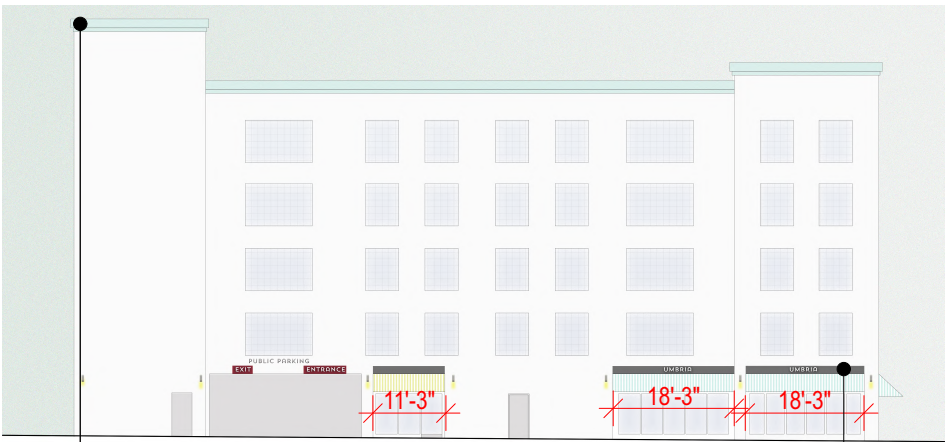 PUBLIC PARKING
EXIT
ENTRANCE
UMBRIA
UMBRIA
11'-3"
18'-3"
18'-3"